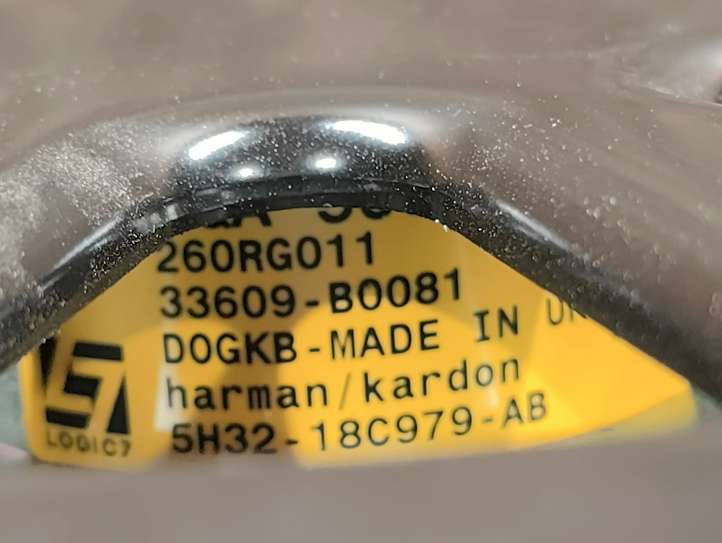 260RG011
33609-B0081
D0GKB-MADE IN
harman/kardon
5H32-18C979-AB
LOGIC7